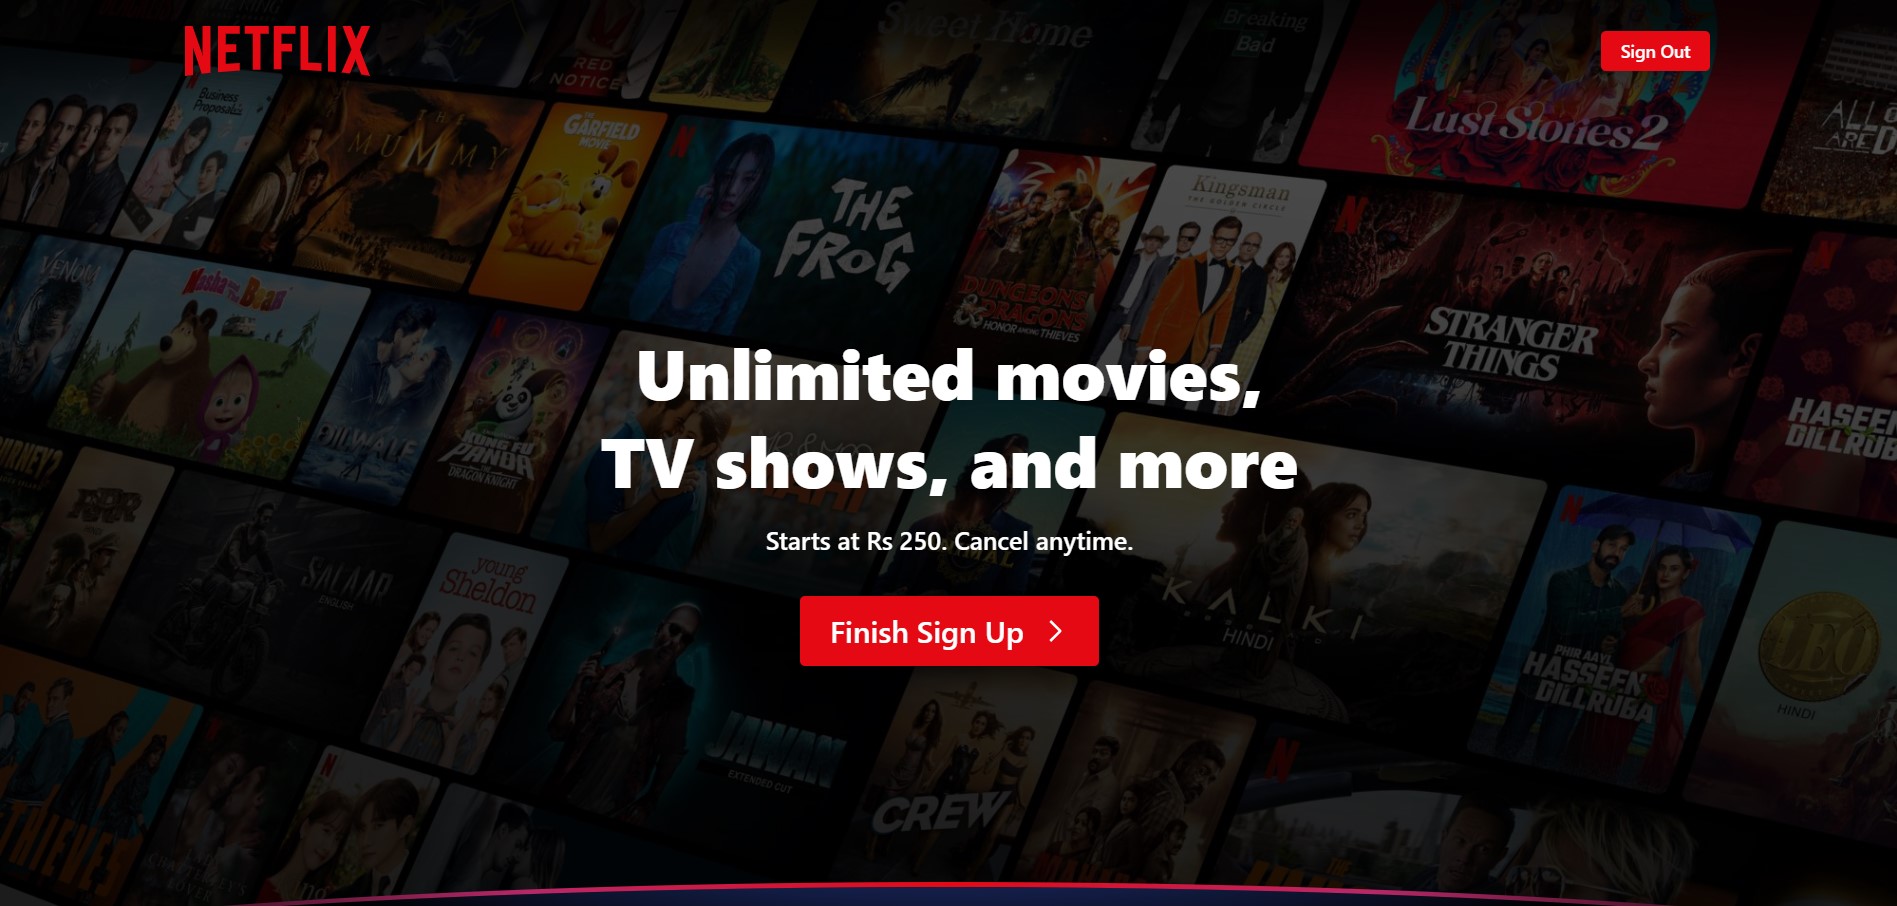 NETFLIX
Sign Out
Sweet Home
Breaking
Bad
RED
NOTICE
Lust Stories 2
Business
Proposal
THE
MUMMY
THE
GARFIELD
MOVIE
THE
FROG
Kingsman
THE GOLDEN CIRCLE
DUNGEONS
& DRAGONS
HONOR AMONG THIEVES
STRANGER
THINGS
VENOM
Masha and The Bear
DILWALE
KUNG FU
PANDA
THE
DRAGON KNIGHT
HASEEN
DILLRUBA
Unlimited movies,
TV shows, and more
Starts at Rs 250. Cancel anytime.
Finish Sign Up
RRR
SALAAR
ENGLISH
young
Sheldon
KALKI
HINDI
PHIR AAYI
HASSEEN
DILLRUBA
LEO
HINDI
JAWAN
EXTENDED CUT
CREW
THIEVES